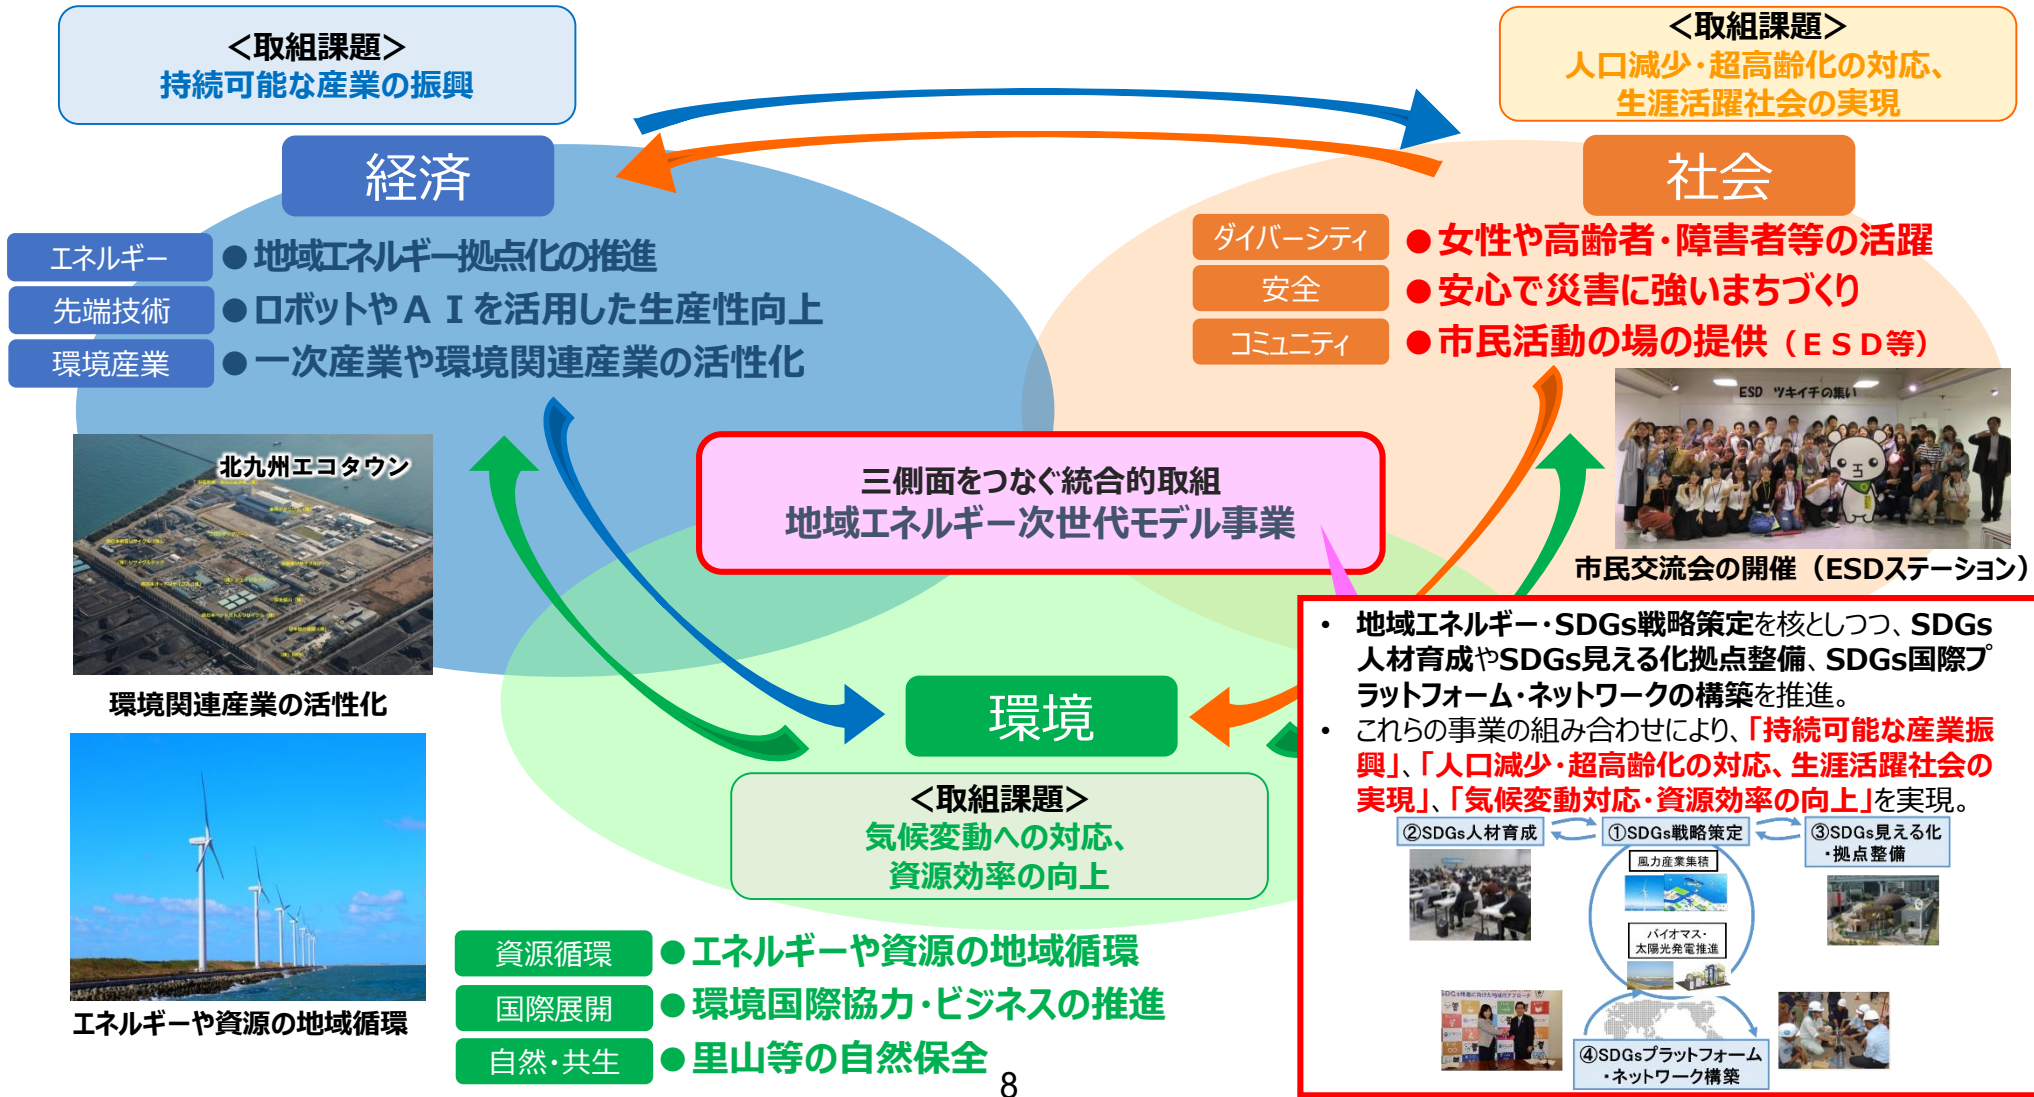 <取組課題>
持続可能な産業の振興
<取組課題>
人口減少・超高齢化の対応、
生涯活躍社会の実現
経済
エネルギー ●地域エネルギー拠点化の推進
先端技術 ●ロボットやＡＩを活用した生産性向上
環境産業 ●一次産業や環境関連産業の活性化
社会
ダイバーシティ ●女性や高齢者・障害者等の活躍
安全 ●安心で災害に強いまちづくり
コミュニティ ●市民活動の場の提供（ＥＳＤ等）
北九州エコタウン
環境関連産業の活性化
エネルギーや資源の地域循環
ESD ツキイチの集い
市民交流会の開催（ESDステーション）
三側面をつなぐ統合的取組
地域エネルギー次世代モデル事業
環境
<取組課題>
気候変動への対応、
資源効率の向上
資源循環 ●エネルギーや資源の地域循環
国際展開 ●環境国際協力・ビジネスの推進
自然・共生 ●里山等の自然保全
• 地域エネルギー・SDGs戦略策定を核としつつ、SDGs
人材育成やSDGs見える化拠点整備、SDGs国際プ
ラットフォーム・ネットワークの構築を推進。
• これらの事業の組み合わせにより、「持続可能な産業振
興」、「人口減少・超高齢化の対応、生涯活躍社会の
実現」、「気候変動対応・資源効率の向上」を実現。
②SDGs人材育成
①SDGs戦略策定
③SDGs見える化
・拠点整備
風力産業集積
バイオマス・
太陽光発電推進
④SDGsプラットフォーム
・ネットワーク構築
8